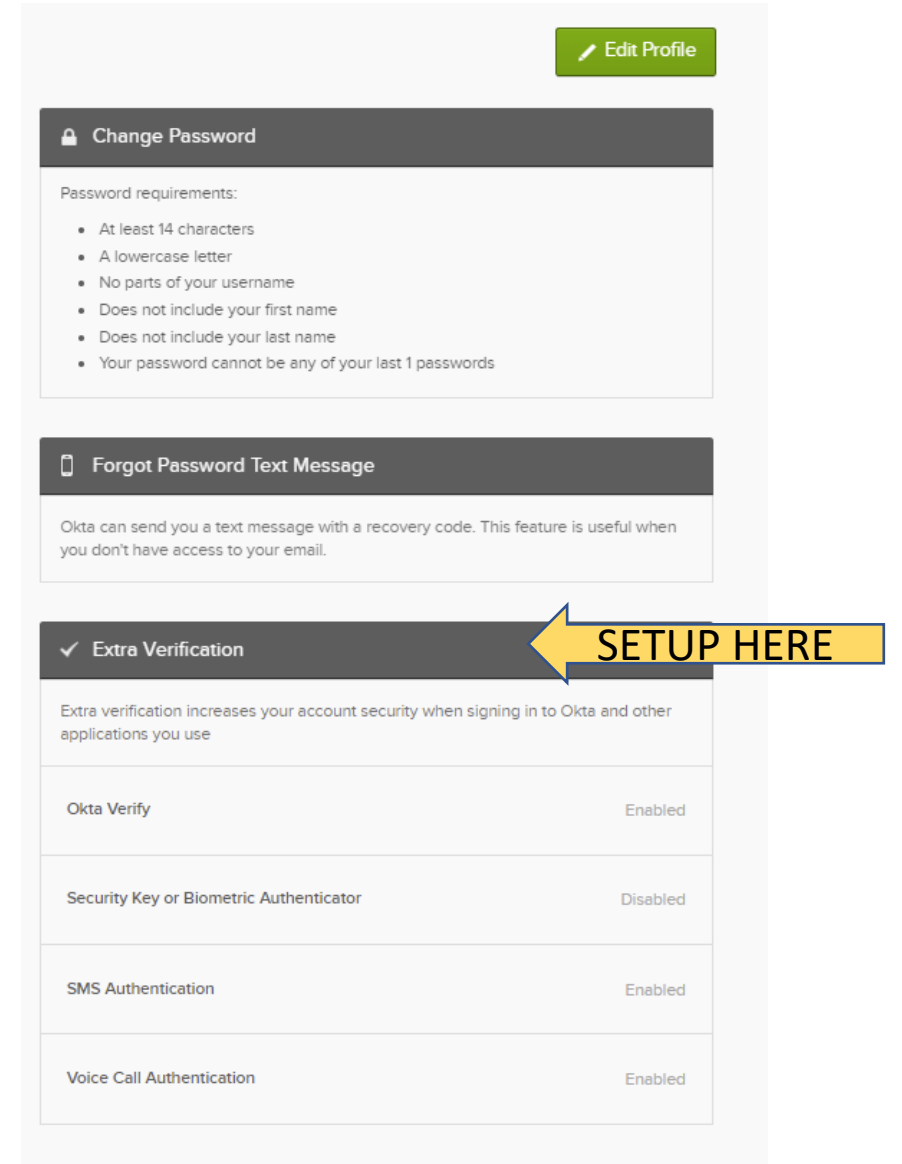 Edit Profile
Change Password
Password requirements:
At least 14 characters
A lowercase letter
No parts of your username
Does not include your first name
Does not include your last name
Your password cannot be any of your last 1 passwords
Forgot Password Text Message
Okta can send you a text message with a recovery code. This feature is useful when
you don't have access to your email.
Extra Verification
SETUP HERE
Extra verification increases your account security when signing in to Okta and other
applications you use
Okta Verify Enabled
Security Key or Biometric Authenticator Disabled
SMS Authentication Enabled
Voice Call Authentication Enabled